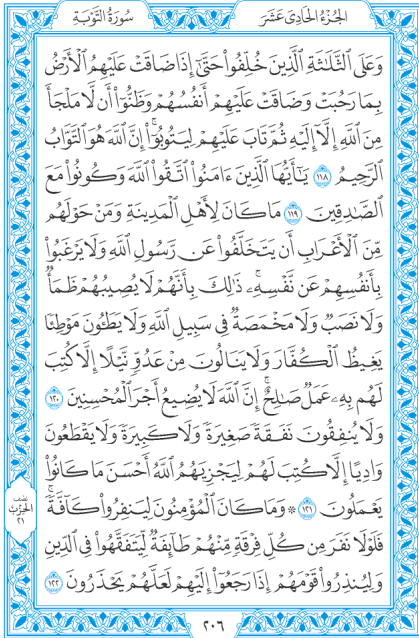 الجُزْءُ الحَادِى عَشَرَ
سُورَةُ التَّوْبَةِ
وَعَلَى ٱلثَّلَٰثَةِ ٱلَّذِينَ خُلِّفُوا۟ حَتَّىٰٓ إِذَا ضَاقَتْ عَلَيْهِمُ ٱلْأَرْضُ
بِمَا رَحُبَتْ وَضَاقَتْ عَلَيْهِمْ أَنفُسُهُمْ وَظَنُّوٓا۟ أَن لَّا مَلْجَأَ
مِنَ ٱللَّهِ إِلَّآ إِلَيْهِ ثُمَّ تَابَ عَلَيْهِمْ لِيَتُوبُوٓا۟ ۚ إِنَّ ٱللَّهَ هُوَ ٱلتَّوَّابُ
ٱلرَّحِيمُ ١١٨ يَٰٓأَيُّهَا ٱلَّذِينَ ءَامَنُوا۟ ٱتَّقُوا۟ ٱللَّهَ وَكُونُوا۟ مَعَ
ٱلصَّٰدِقِينَ ١١٩ مَا كَانَ لِأَهْلِ ٱلْمَدِينَةِ وَمَنْ حَوْلَهُم
مِّنَ ٱلْأَعْرَابِ أَن يَتَخَلَّفُوا۟ عَن رَّسُولِ ٱللَّهِ وَلَا يَرْغَبُوا۟
بِأَنفُسِهِمْ عَن نَّفْسِهِۦ ۚ ذَٰلِكَ بِأَنَّهُمْ لَا يُصِيبُهُمْ ظَمَأٌ
وَلَا نَصَبٌ وَلَا مَخْمَصَةٌ فِى سَبِيلِ ٱللَّهِ وَلَا يَطَـُٔونَ مَوْطِئًا
يَغِيظُ ٱلْكُفَّارَ وَلَا يَنَالُونَ مِنْ عَدُوٍّ نَّيْلًا إِلَّا كُتِبَ
لَهُم بِهِۦ عَمَلٌ صَٰلِحٌ ۚ إِنَّ ٱللَّهَ لَا يُضِيعُ أَجْرَ ٱلْمُحْسِنِينَ ١٢٠
وَلَا يُنفِقُونَ نَفَقَةً صَغِيرَةً وَلَا كَبِيرَةً وَلَا يَقْطَعُونَ
وَادِيًا إِلَّا كُتِبَ لَهُمْ لِيَجْزِيَهُمُ ٱللَّهُ أَحْسَنَ مَا كَانُوا۟
يَعْمَلُونَ ١٢١ ۞ وَمَا كَانَ ٱلْمُؤْمِنُونَ لِيَنفِرُوا۟ كَآفَّةً ۚ
فَلَوْلَا نَفَرَ مِن كُلِّ فِرْقَةٍ مِّنْهُمْ طَآئِفَةٌ لِّيَتَفَقَّهُوا۟ فِى ٱلدِّينِ
وَلِيُنذِرُوا۟ قَوْمَهُمْ إِذَا رَجَعُوٓا۟ إِلَيْهِمْ لَعَلَّهُمْ يَحْذَرُونَ ١٢٢
نصف
الحزب
٢١
٢٠٦